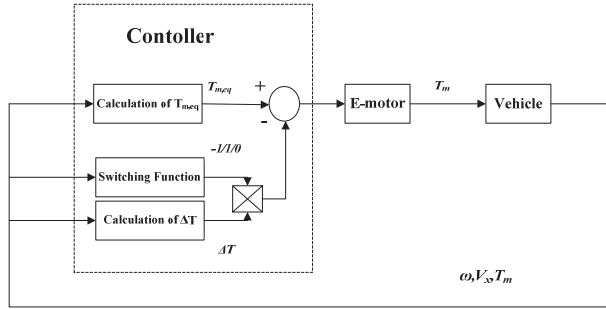 Contoller
Calculation of Tm,eq
Tm,eq
+
-
E-motor
Tm
Vehicle
-1/1/0
Switching Function
Calculation of ΔT
ΔT
ω,Vx,Tm